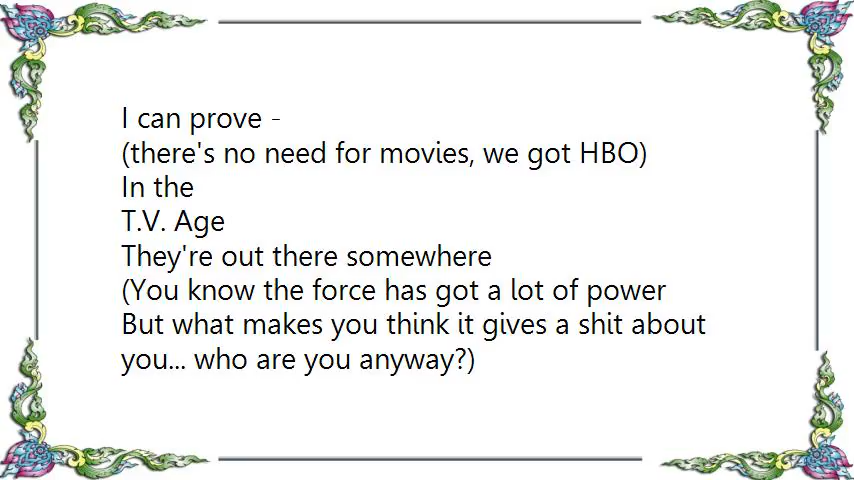 I can prove -
(there's no need for movies, we got HBO)
In the
T.V. Age
They're out there somewhere
(You know the force has got a lot of power
But what makes you think it gives a shit about
you... who are you anyway?)